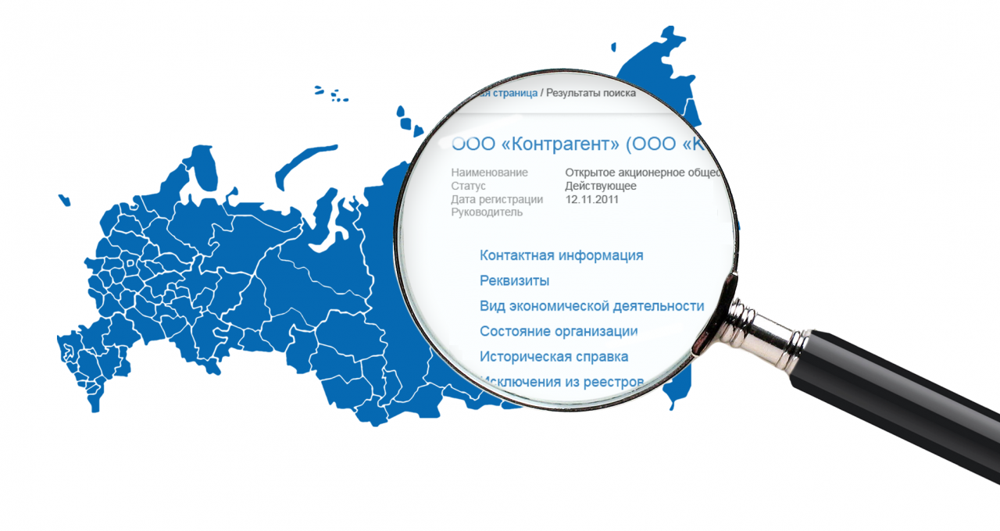 страница / Результаты поиска
ООО «Контрагент» (ООО «К
Наименование Открытое акционерное общес
Статус Действующее
Дата регистрации 12.11.2011
Руководитель
Контактная информация
Реквизиты
Вид экономической деятельности
Состояние организации
Историческая справка
Исключения из реестров